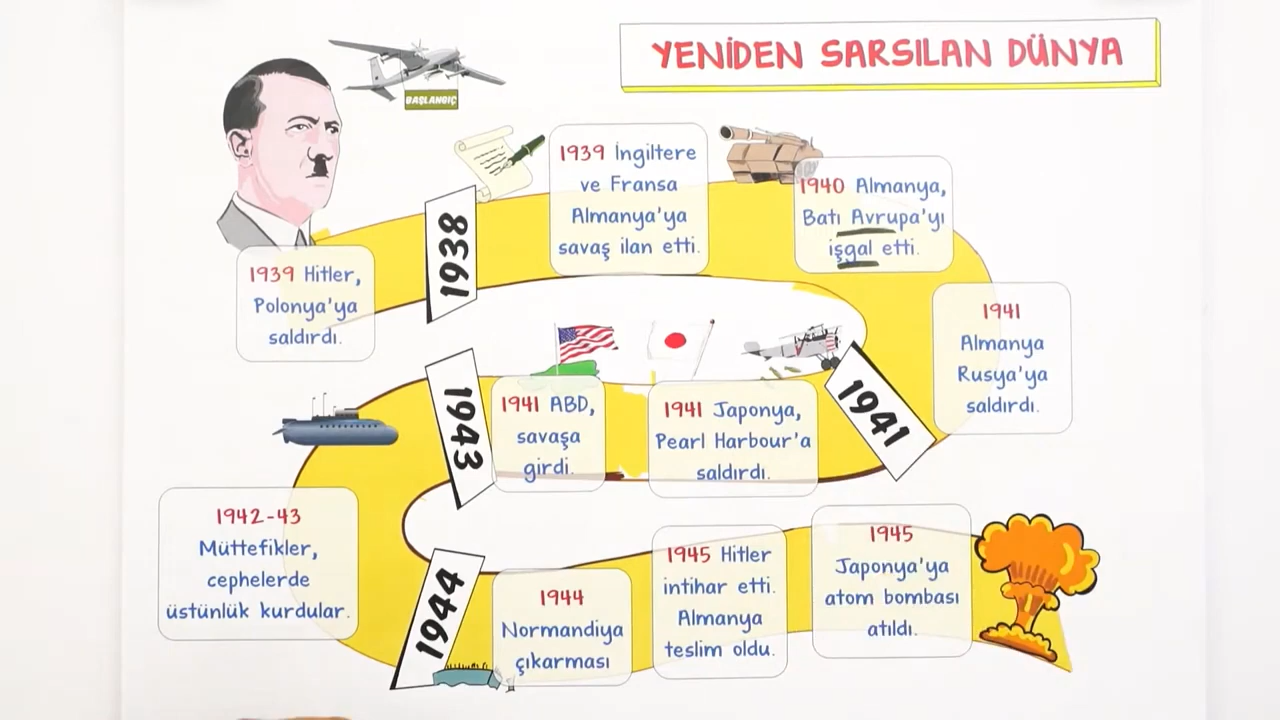 YENİDEN SARSILAN DÜNYA
BAŞLANGIÇ
1939 Hitler,
Polonya'ya
saldırdı.
1938
1939 İngiltere
ve Fransa
Almanya'ya
savaş ilan etti.
1940 Almanya,
Batı Avrupa'yı
işgal etti.
1941
Almanya
Rusya'ya
saldırdı.
1941
1941 Japonya,
Pearl Harbour'a
saldırdı.
1941 ABD,
savaşa
girdi.
1943
1942-43
Müttefikler,
cephelerde
üstünlük kurdular.
1944
1944
Normandiya
çıkarması
1945 Hitler
intihar etti.
Almanya
teslim oldu.
1945
Japonya'ya
atom bombası
atıldı.